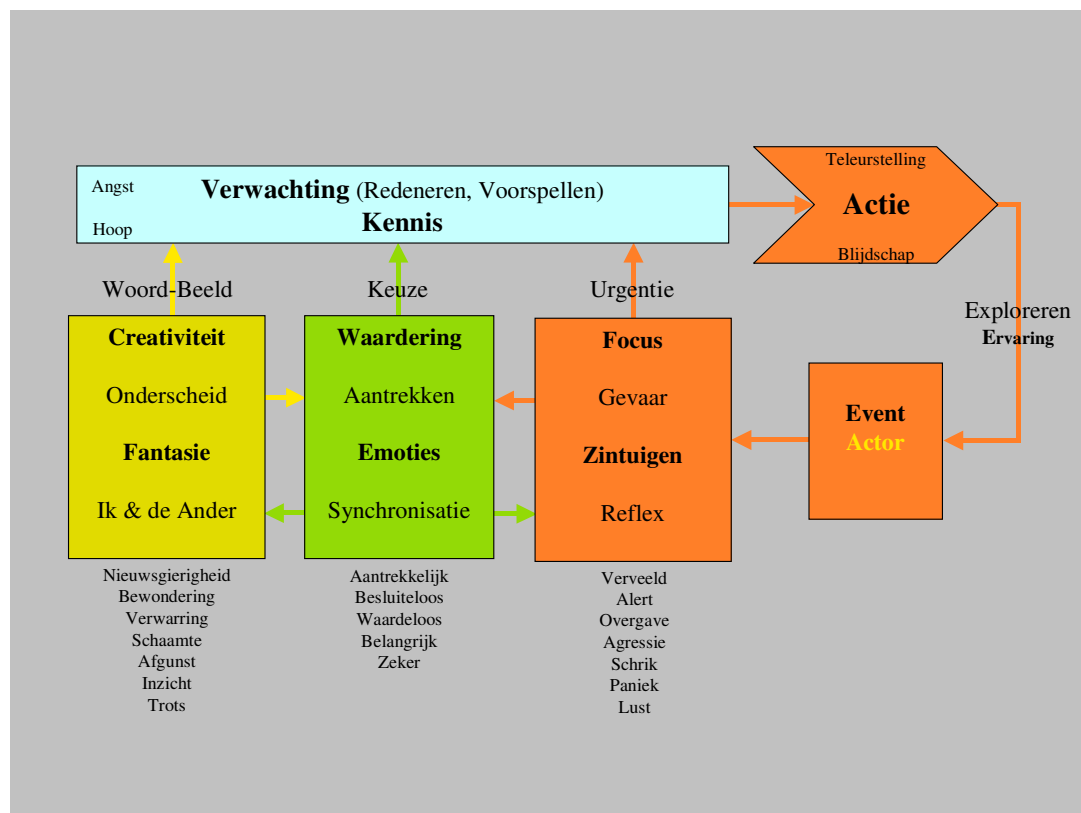 Angst
Verwachting (Redeneren, Voorspellen)
Kennis
Hoop
Teleurstelling
Actie
Blijdschap
Woord-Beeld
Keuze
Urgentie
Exploreren
Ervaring
Creativiteit
Onderscheid
Fantasie
Ik & de Ander
Waardering
Aantrekken
Emoties
Synchronisatie
Focus
Gevaar
Zintuigen
Reflex
Event
Actor
Nieuwsgierigheid
Bewondering
Verwarring
Schaamte
Afgunst
Inzicht
Trots
Aantrekkelijk
Besluiteloos
Waardeloos
Belangrijk
Zeker
Verveeld
Alert
Overgave
Agressie
Schrik
Paniek
Lust